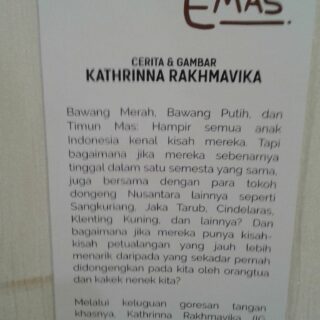 EMAS.
CERITA & GAMBAR
KATHRINNA RAKHMAVIKA
Bawang Merah, Bawang Putih, dan
Timun Mas: Hampir semua anak
Indonesia kenal kisah mereka. Tapi
bagaimana jika mereka sebenarnya
tinggal dalam satu semesta yang sama,
juga bersama dengan para tokoh
dongeng Nusantara lainnya seperti
Sangkuriang, Jaka Tarub, Cindelaras,
Klenting Kuning, dan lainnya? Dan
bagaimana jika mereka punya kisah-
kisah petualangan yang jauh lebih
menarik daripada yang sekadar pernah
didongengkan pada kita oleh orangtua
dan kakek nenek kita?
Melalui keluguan goresan tangan
khasnya, Kathrinna Rakhmavika (IG